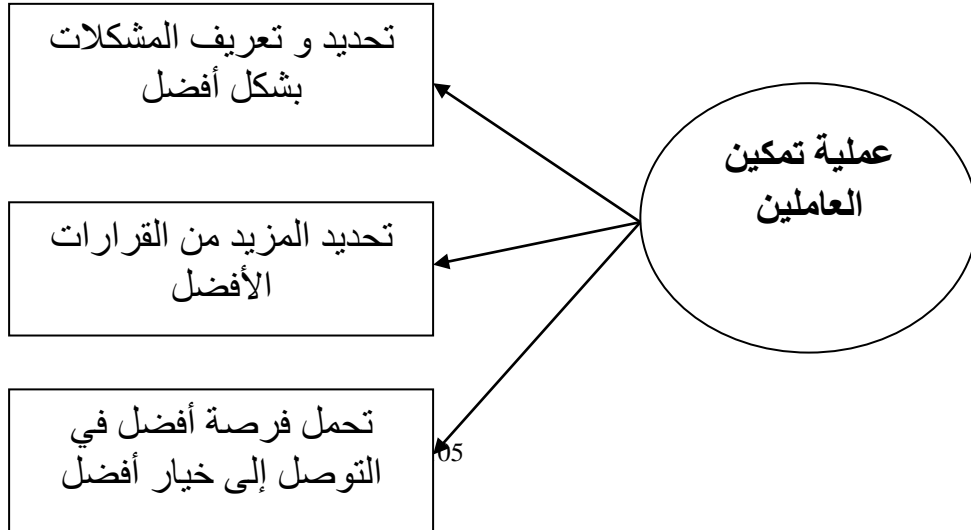 تحديد و تعريف المشكلات
بشكل أفضل
عملية تمكين
العاملين
تحديد المزيد من القرارات
الأفضل
تحمل فرصة أفضل في
التوصل إلى خيار أفضل
05